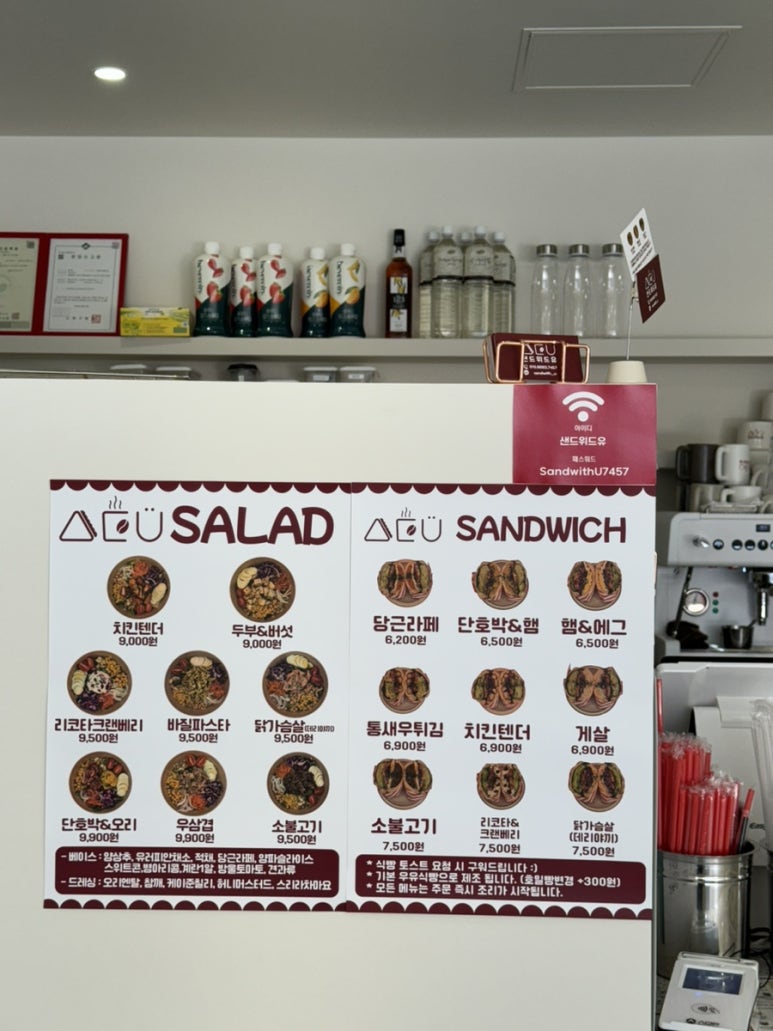 샌드위드유
아이디
샌드위드유
패스워드
SandwithU7457
SALAD
치킨텐더
9,000원
두부&버섯
9,000원
리코타크랜베리
9,500원
바질파스타
9,500원
닭가슴살(데리야끼)
9,500원
단호박&오리
9,900원
우삼겹
9,900원
소불고기
9,500원
- 베이스 : 양상추, 유러피안채소, 적채, 당근라페, 양파슬라이스
스위트콘,병아리콩,계란1알, 방울토마토, 견과류
- 드레싱 : 오리엔탈, 참깨, 케이준칠리, 허니머스터드, 스리라차마요
SANDWICH
당근라페
6,200원
단호박&햄
6,500원
햄&에그
6,500원
통새우튀김
6,900원
치킨텐더
6,900원
게살
6,900원
소불고기
7,500원
리코타&
크랜베리
7,500원
닭가슴살
(데리야끼)
7,500원
* 식빵 토스트 요청 시 구워드립니다 :)
* 기본 우유식빵으로 제조 됩니다. (호밀빵변경 +300원)
* 모든 메뉴는 주문 즉시 조리가 시작됩니다.